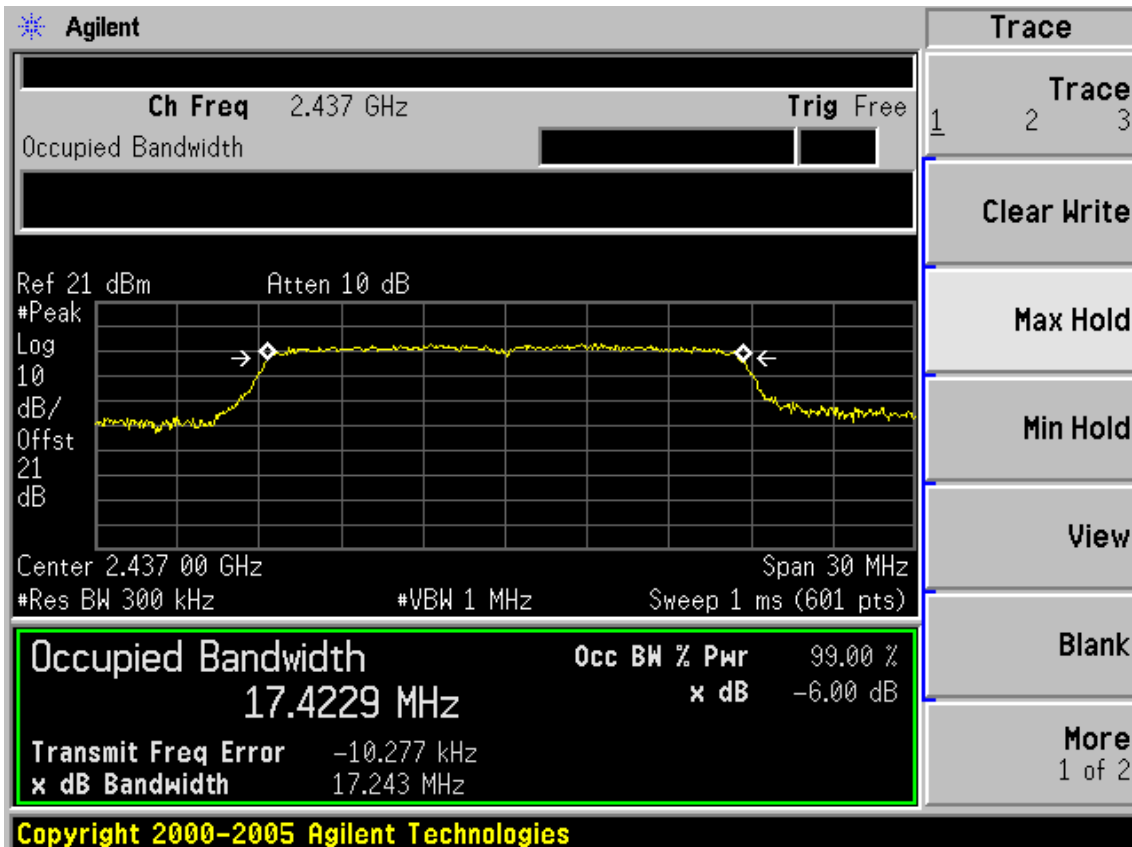 Agilent
Trace
Ch Freq 2.437 GHz Trig Free
Occupied Bandwidth
Trace
1 2 3
Clear Write
Max Hold
Min Hold
View
Blank
More
1 of 2
Ref 21 dBm Atten 10 dB
#Peak
Log
10
dB/
Offst
21
dB
Center 2.437 00 GHz Span 30 MHz
#Res BW 300 kHz #VBW 1 MHz Sweep 1 ms (601 pts)
Occupied Bandwidth
17.4229 MHz
Occ BW % Pwr 99.00 %
x dB -6.00 dB
Transmit Freq Error -10.277 kHz
x dB Bandwidth 17.243 MHz
Copyright 2000-2005 Agilent Technologies